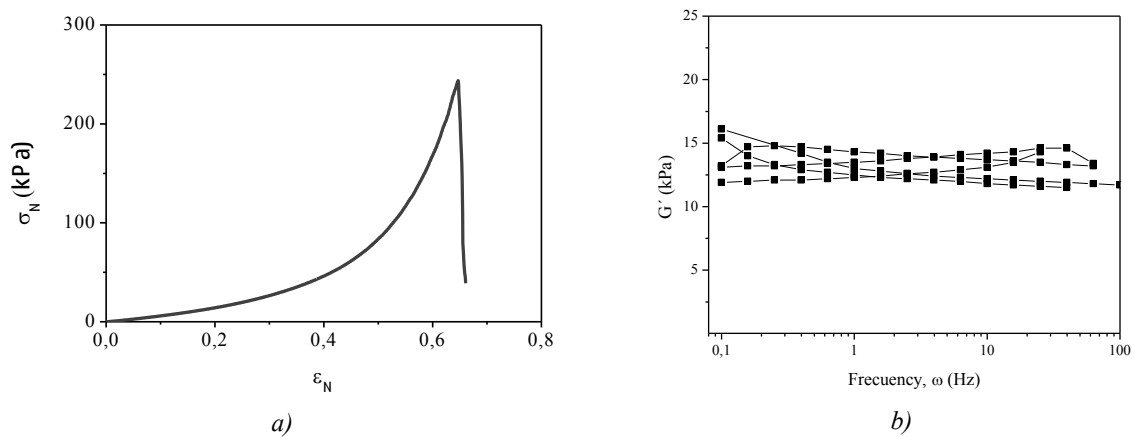 300
200
100
0
0,0 0,2 0,4 0,6 0,8
σN (kPa)
εN
a)
25
20
15
10
5
0,1 1 10 100
G´ (kPa)
Frecuency, ω (Hz)
b)